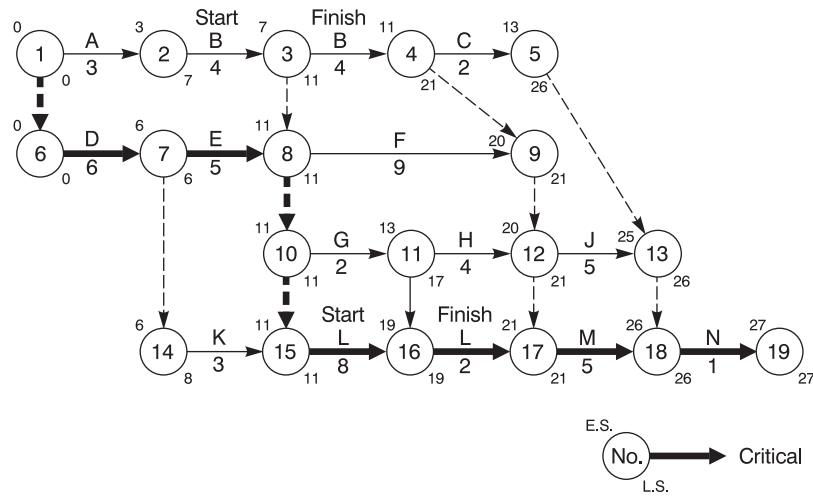 Start Finish
0 3 7 11 13
1 A 2 B 3 B 4 C 5
3 4 4 2
0 7 11 21 26
0 6 11 20
6 D 7 E 8 F 9
6 5 9
0 6 11 21
11 13 20 25
10 G 11 H 12 J 13
2 4 5
11 17 21 26
Start Finish
6 11 19 21 26 27
14 K 15 L 16 L 17 M 18 N 19
3 8 2 5 1
8 11 19 21 26 27
E.S.
No. Critical
L.S.